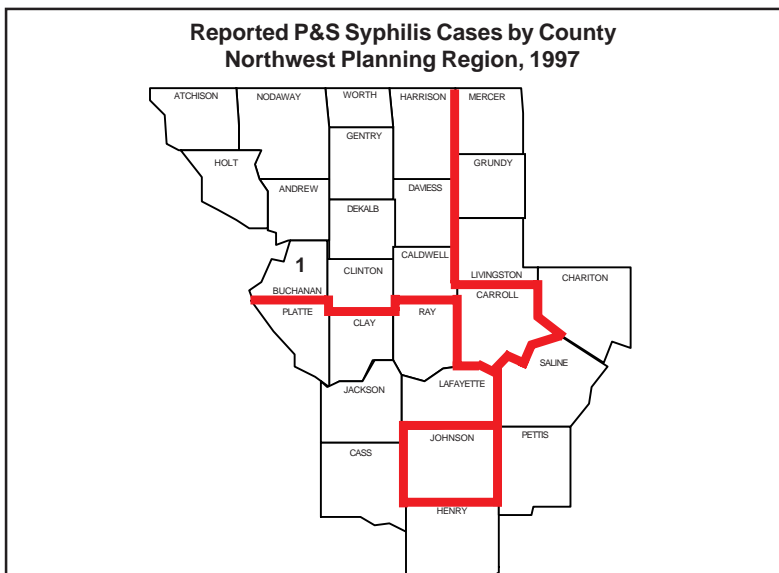 Reported P&S Syphilis Cases by County
Northwest Planning Region, 1997
ATCHISON NODAWAY WORTH HARRISON MERCER
GENTRY
HOLT GRUNDY
ANDREW DAVIESS
DEKALB
CALDWELL
1 CLINTON LIVINGSTON CHARITON
BUCHANAN CARROLL
PLATTE CLAY RAY
SALINE
JACKSON LAFAYETTE
JOHNSON PETTIS
CASS
HENRY